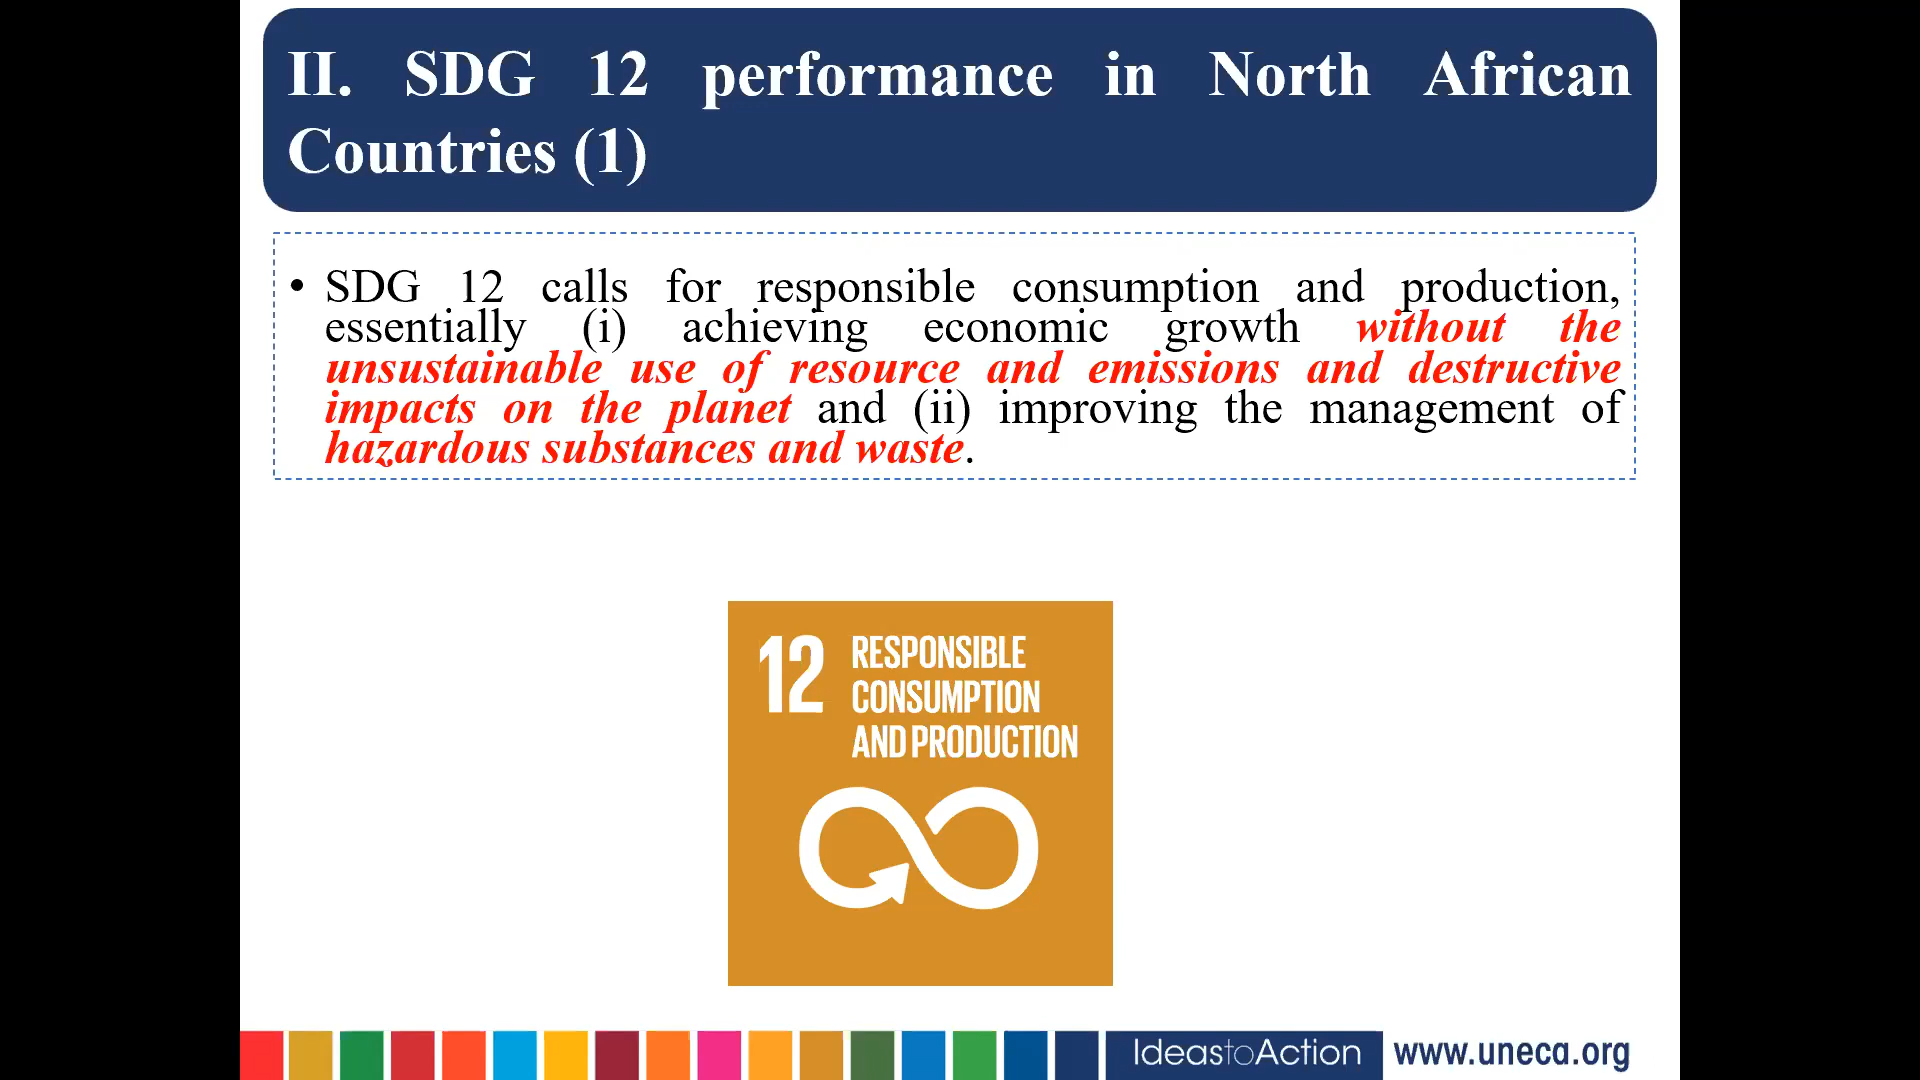 II. SDG 12 performance in North African
Countries (1)
• SDG 12 calls for responsible consumption and production,
essentially (i) achieving economic growth without the
unsustainable use of resource and emissions and destructive
impacts on the planet and (ii) improving the management of
hazardous substances and waste.
12 RESPONSIBLE
CONSUMPTION
AND PRODUCTION
IdeastoAction www.uneca.org